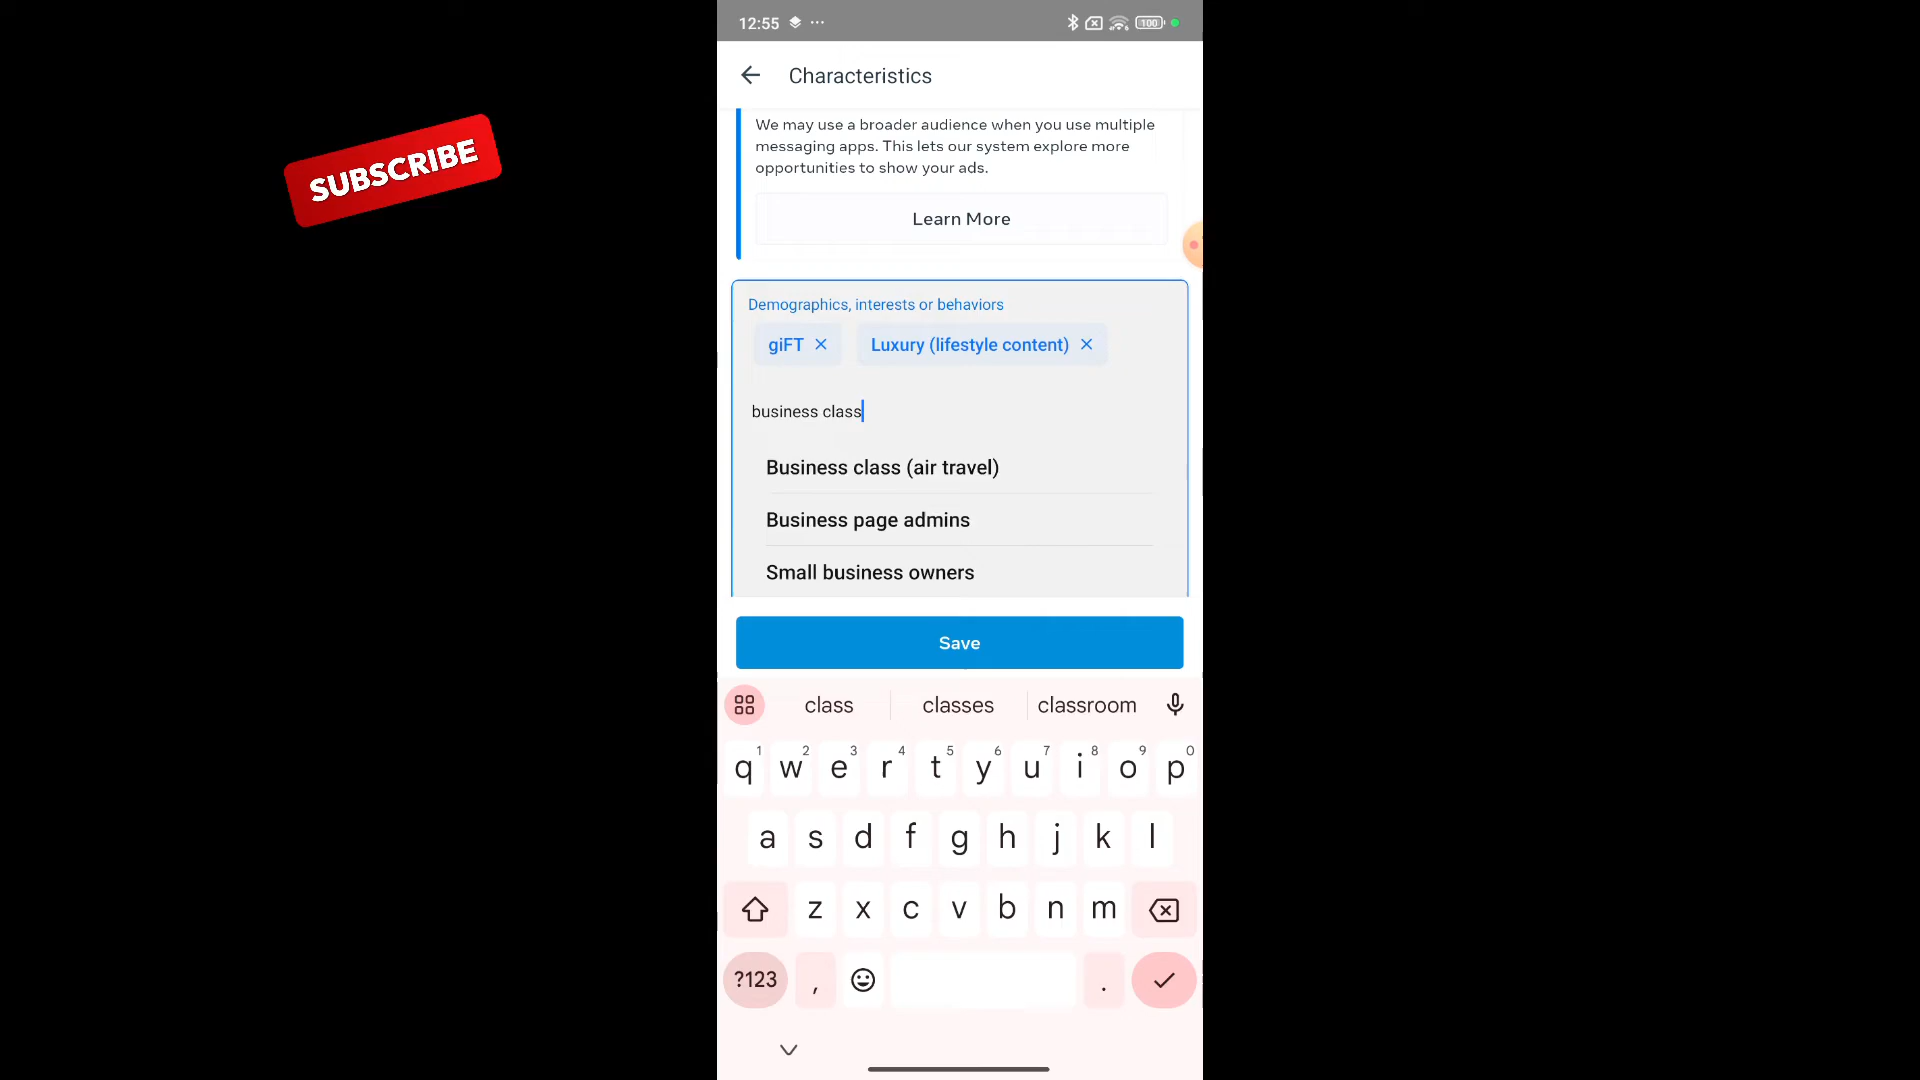 12:55
100
Characteristics
SUBSCRIBE
We may use a broader audience when you use multiple
messaging apps. This lets our system explore more
opportunities to show your ads.
Learn More
Demographics, interests or behaviors
giFT
Luxury (lifestyle content)
business class
Business class (air travel)
Business page admins
Small business owners
Save
class classes classroom
q 1 w 2 e 3 r 4 t 5 y 6 u 7 i 8 o 9 p 0
a s d f g h j k l
z x c v b n m
?123 , .